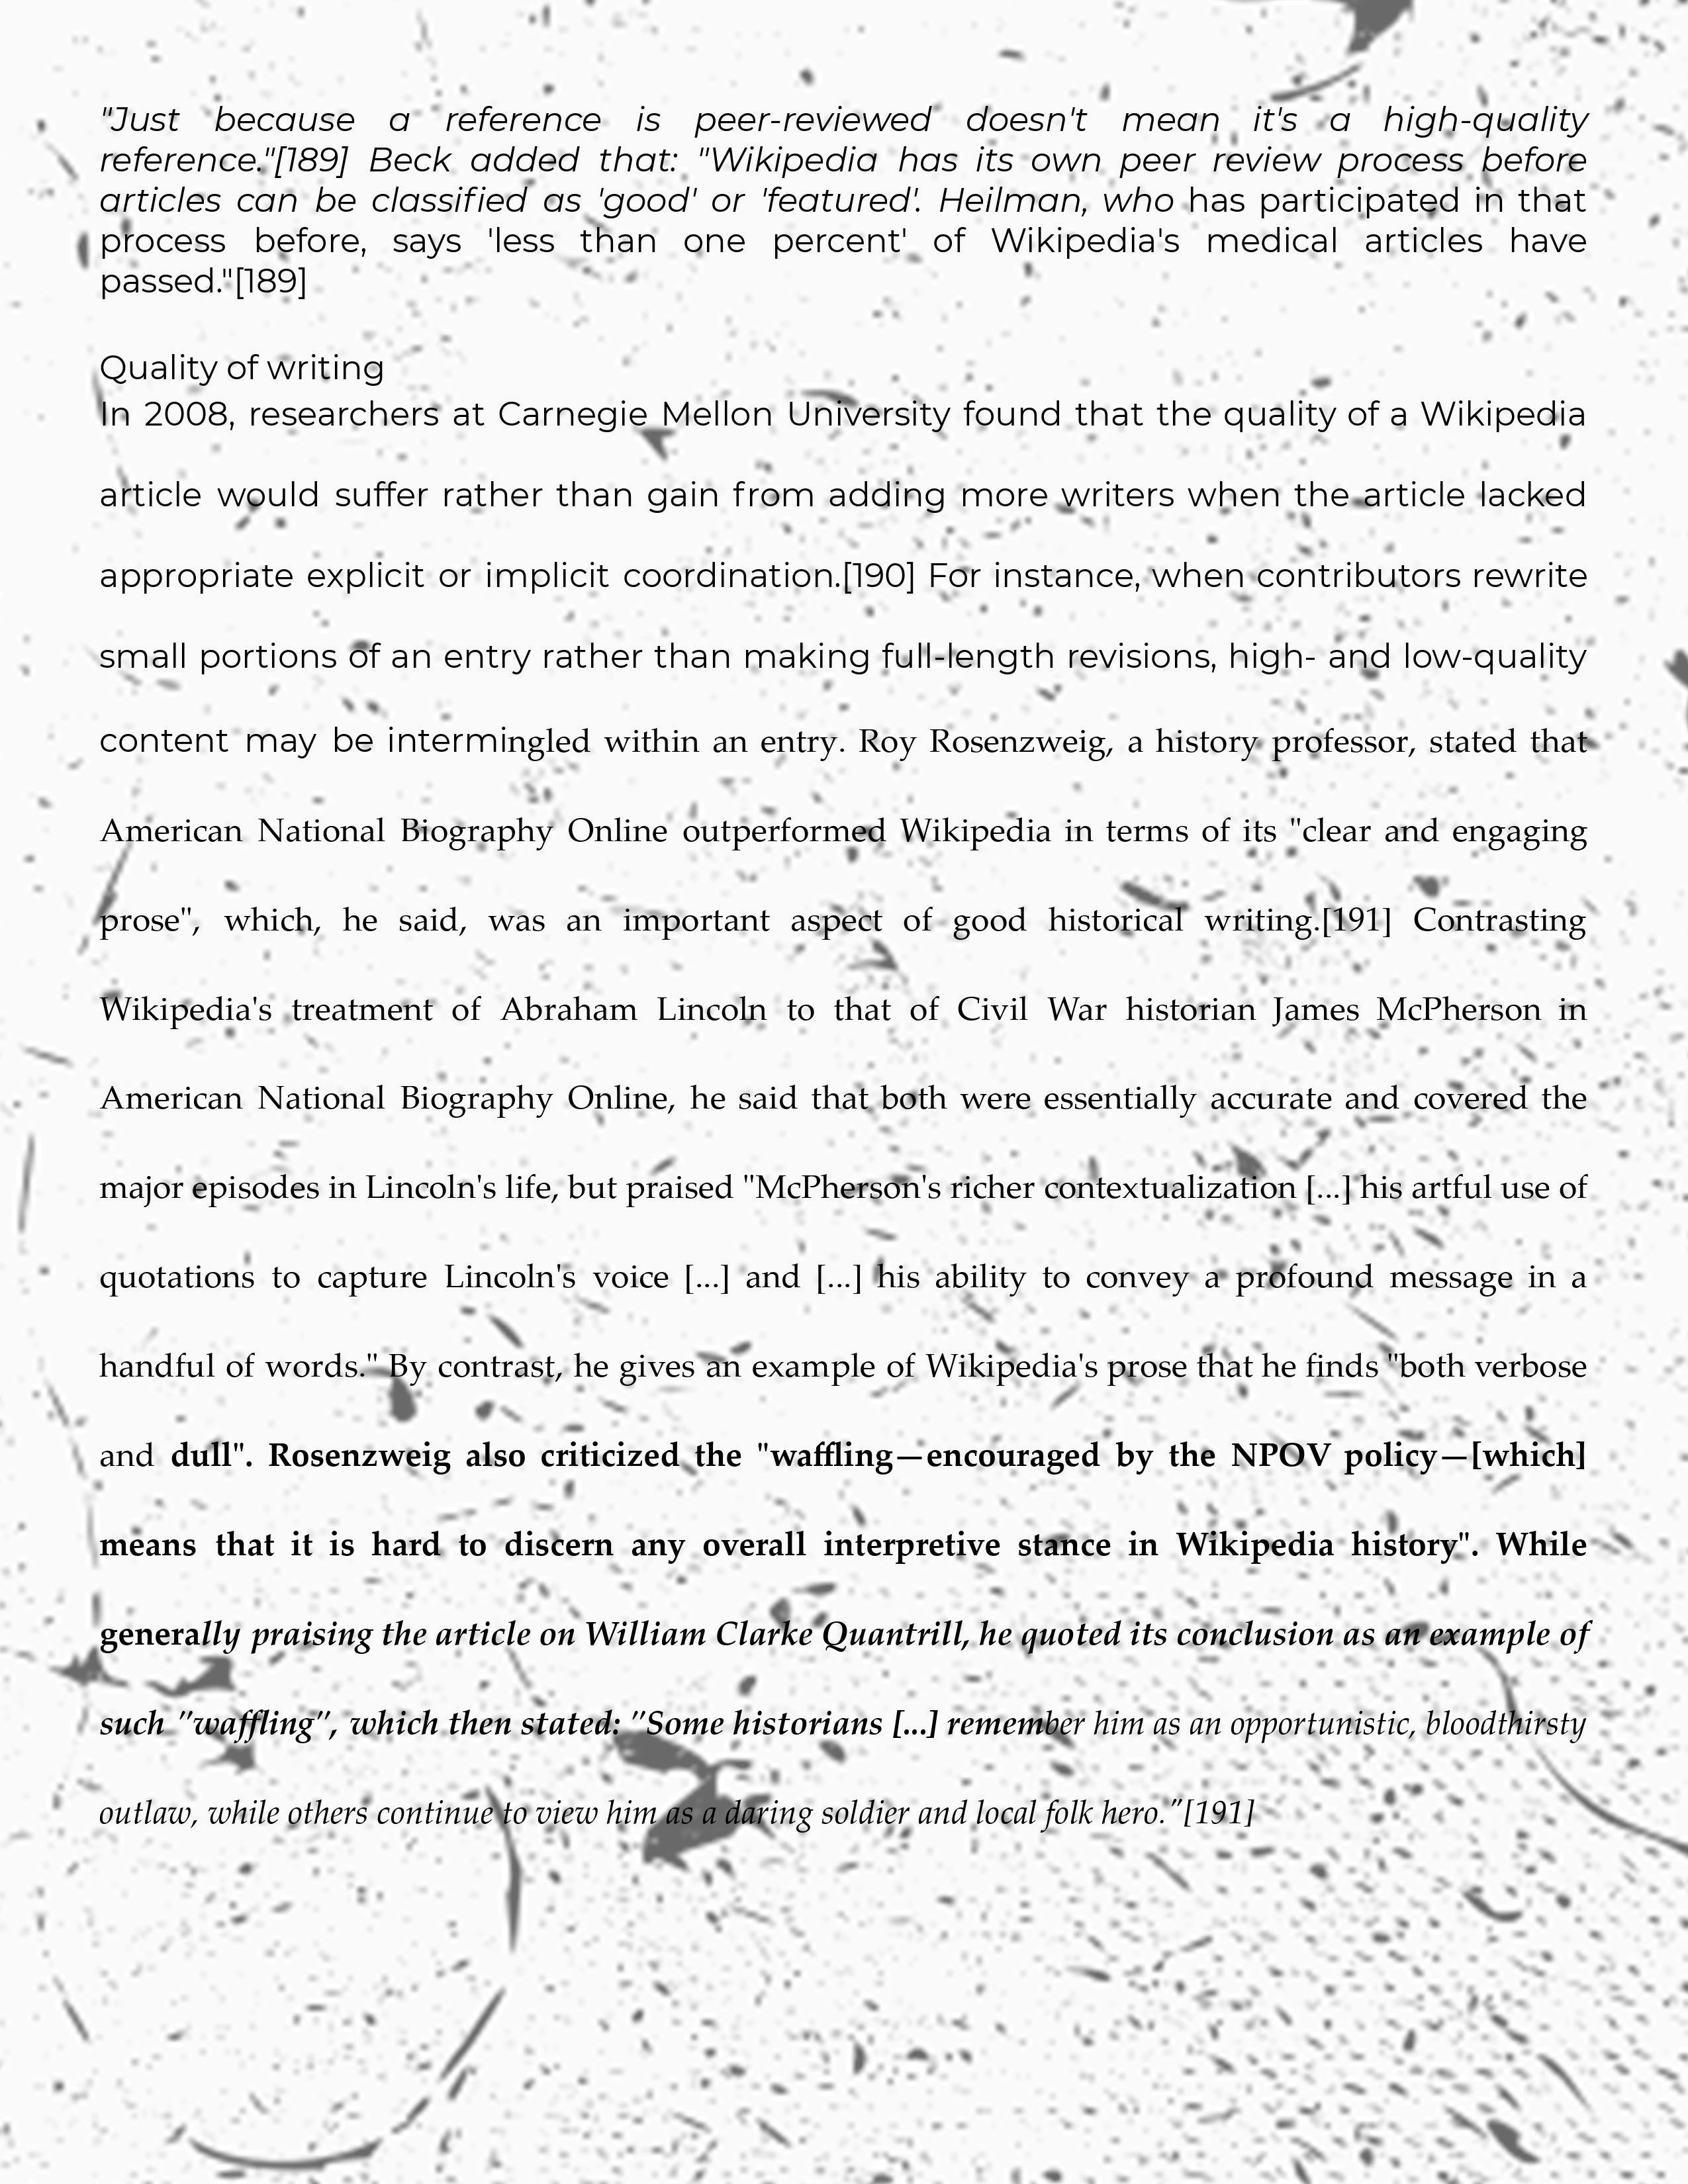 "Just because a reference is peer-reviewed doesn't mean it's a high-quality
reference."[189] Beck added that: "Wikipedia has its own peer review process before
articles can be classified as 'good' or 'featured'. Heilman, who has participated in that
process before, says 'less than one percent' of Wikipedia's medical articles have
passed."[189]
Quality of writing
In 2008, researchers at Carnegie Mellon University found that the quality of a Wikipedia
article would suffer rather than gain from adding more writers when the article lacked
appropriate explicit or implicit coordination.[190] For instance, when contributors rewrite
small portions of an entry rather than making full-length revisions, high- and low-quality
content may be intermingled within an entry. Roy Rosenzweig, a history professor, stated that
American National Biography Online outperformed Wikipedia in terms of its "clear and engaging
prose", which, he said, was an important aspect of good historical writing.[191] Contrasting
Wikipedia's treatment of Abraham Lincoln to that of Civil War historian James McPherson in
American National Biography Online, he said that both were essentially accurate and covered the
major episodes in Lincoln's life, but praised "McPherson's richer contextualization [...] his artful use of
quotations to capture Lincoln's voice [...] and [...] his ability to convey a profound message in a
handful of words." By contrast, he gives an example of Wikipedia's prose that he finds "both verbose
and dull". Rosenzweig also criticized the "waffling—encouraged by the NPOV policy—[which]
means that it is hard to discern any overall interpretive stance in Wikipedia history". While
generally praising the article on William Clarke Quantrill, he quoted its conclusion as an example of
such "waffling", which then stated: "Some historians [...] remember him as an opportunistic, bloodthirsty
outlaw, while others continue to view him as a daring soldier and local folk hero."[191]